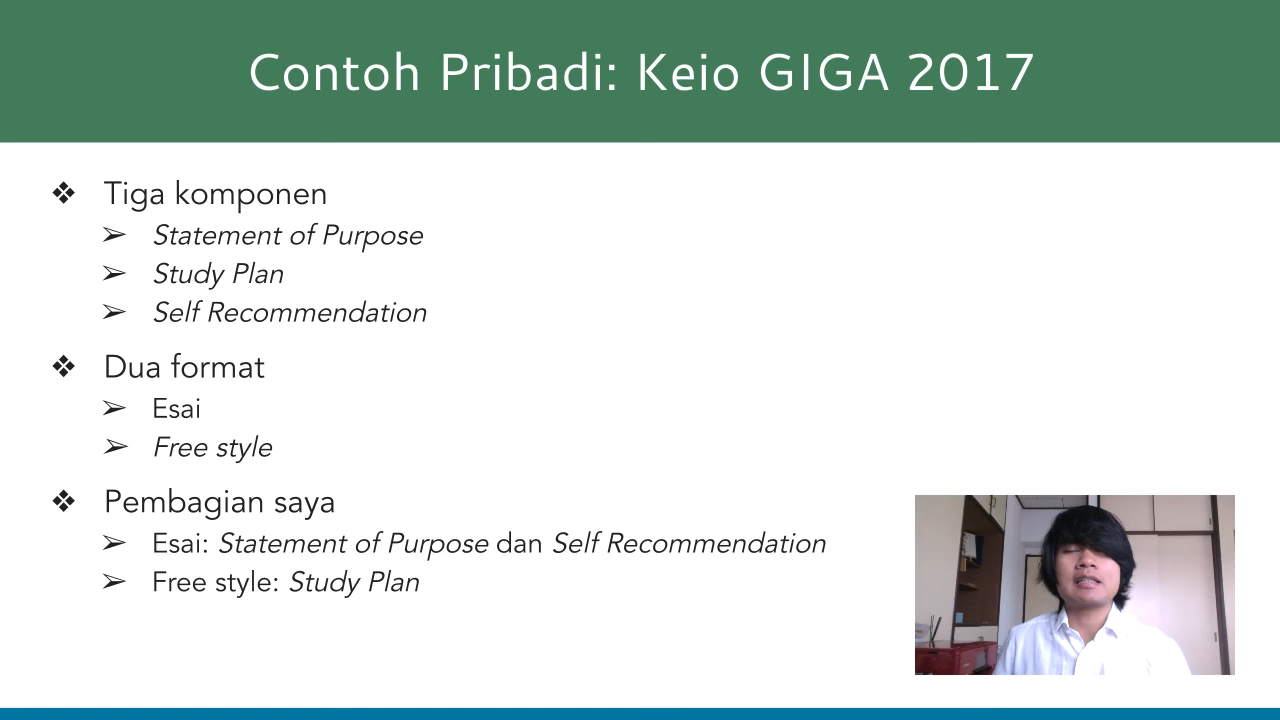 Contoh Pribadi: Keio GIGA 2017
❖ Tiga komponen
➢ Statement of Purpose
➢ Study Plan
➢ Self Recommendation
❖ Dua format
➢ Esai
➢ Free style
❖ Pembagian saya
➢ Esai: Statement of Purpose dan Self Recommendation
➢ Free style: Study Plan